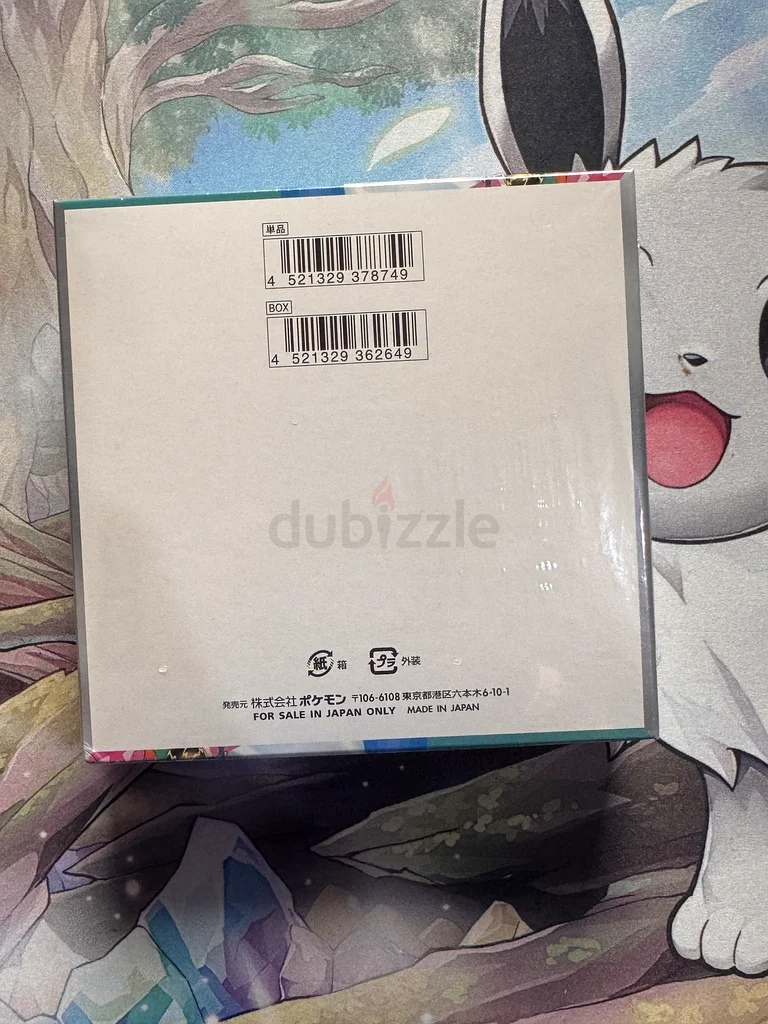 単品
4 521329 378749
BOX
4 521329 362649
dubizzle
紙 箱 プラ 外装
発売元 株式会社ポケモン 〒106-6108 東京都港区六本木6-10-1
FOR SALE IN JAPAN ONLY MADE IN JAPAN